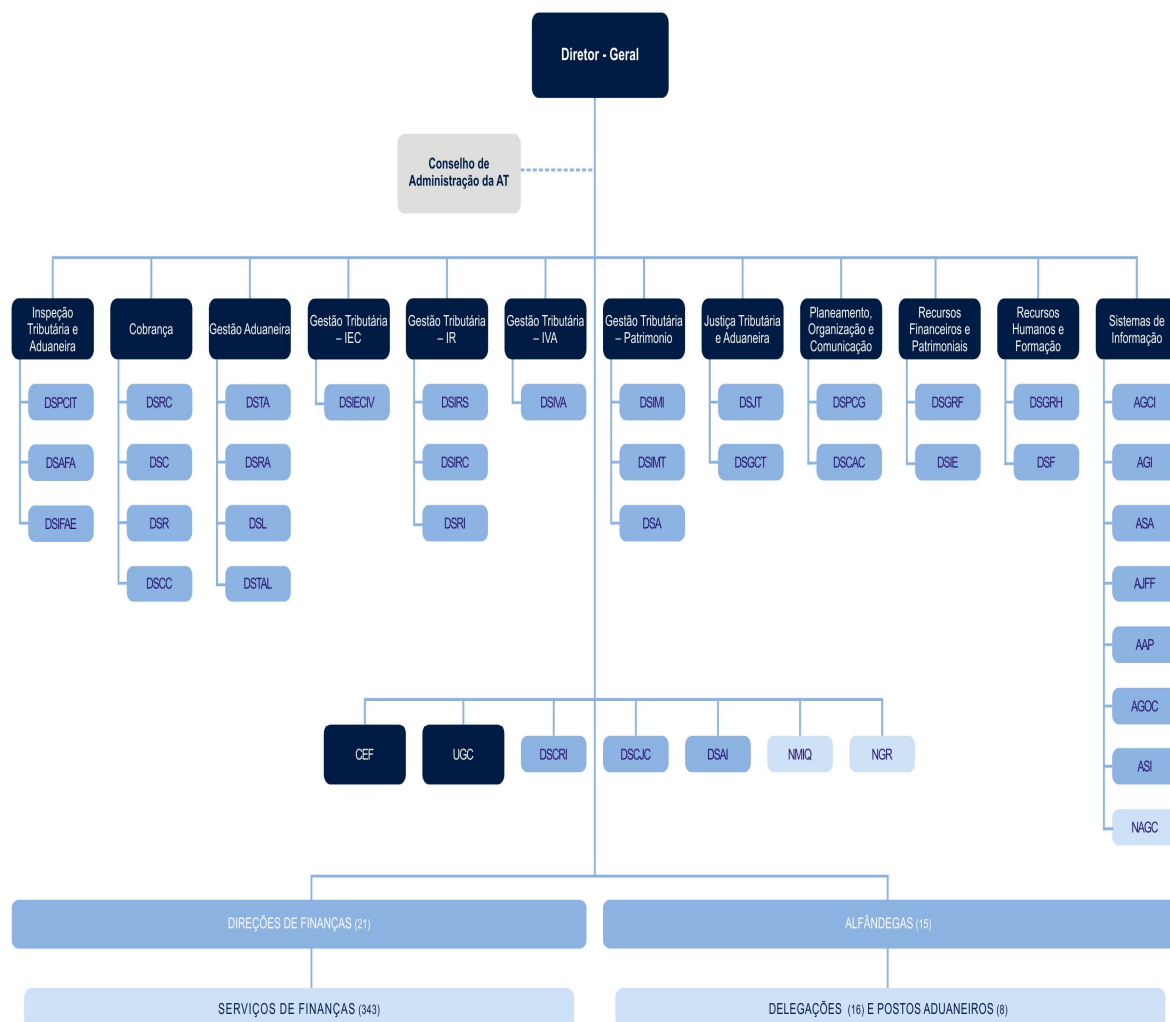 Diretor - Geral
Conselho de
Administração da AT
Inspeção
Tributária e
Aduaneira
Cobrança
Gestão Aduaneira
Gestão Tributária
– IEC
Gestão Tributária
– IR
Gestão Tributária
– IVA
Gestão Tributária
– Patrimonio
Justiça Tributária
e Aduaneira
Planeamento,
Organização e
Comunicação
Recursos
Financeiros e
Patrimoniais
Recursos
Humanos e
Formação
Sistemas de
Informação
DSPCIT
DSRC
DSTA
DSIECIV
DSIRS
DSIVA
DSIMI
DSJT
DSPCG
DSGRF
DSGRH
AGCI
DSAFA
DSC
DSRA
DSIRC
DSIMT
DSGCT
DSCAC
DSIE
DSF
AGI
DSIFAE
DSR
DSL
DSRI
DSA
ASA
DSCC
DSTAL
AJFF
AAP
AGOC
CEF
UGC
DSCRI
DSCJC
DSAI
NMIQ
NGR
ASI
NAGC
DIREÇÕES DE FINANÇAS (21)
ALFÂNDEGAS (15)
SERVIÇOS DE FINANÇAS (343)
DELEGAÇÕES (16) E POSTOS ADUANEIROS (8)